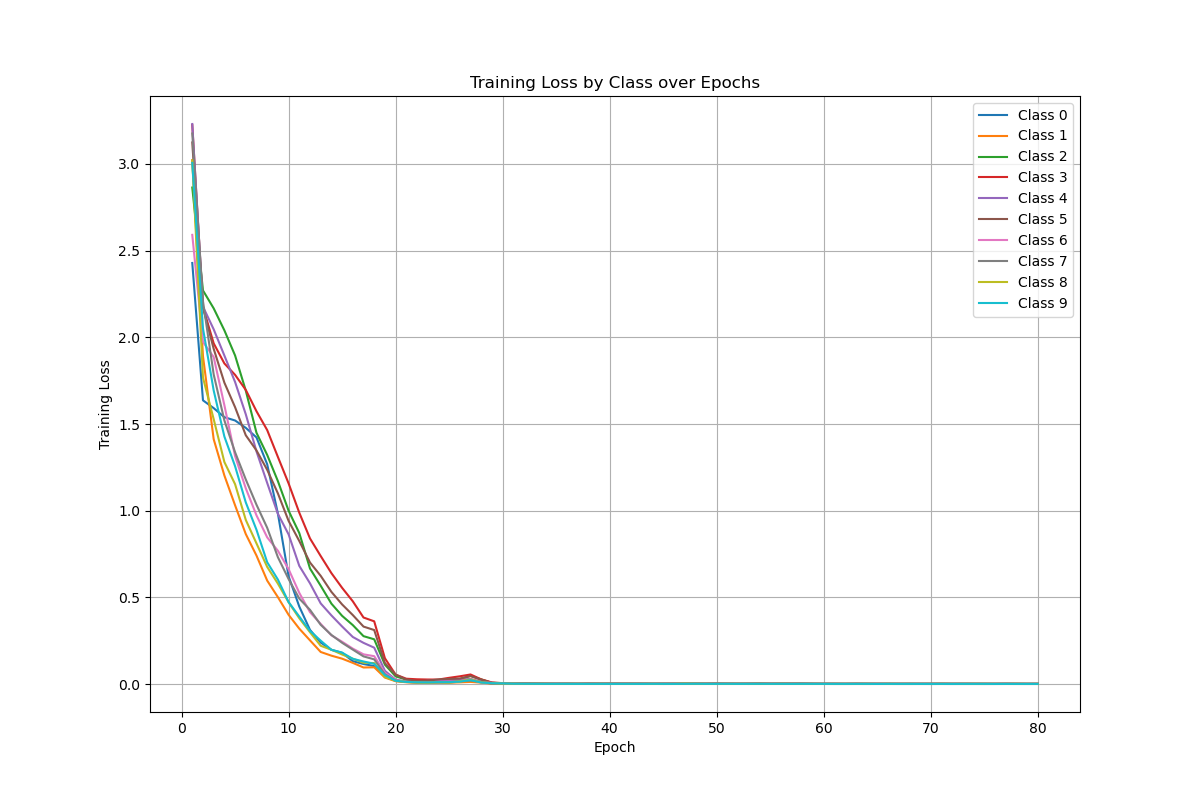 Training Loss by Class over Epochs
Training Loss
3.0
2.5
2.0
1.5
1.0
0.5
0.0
0 10 20 30 40 50 60 70 80
Epoch
Class 0
Class 1
Class 2
Class 3
Class 4
Class 5
Class 6
Class 7
Class 8
Class 9